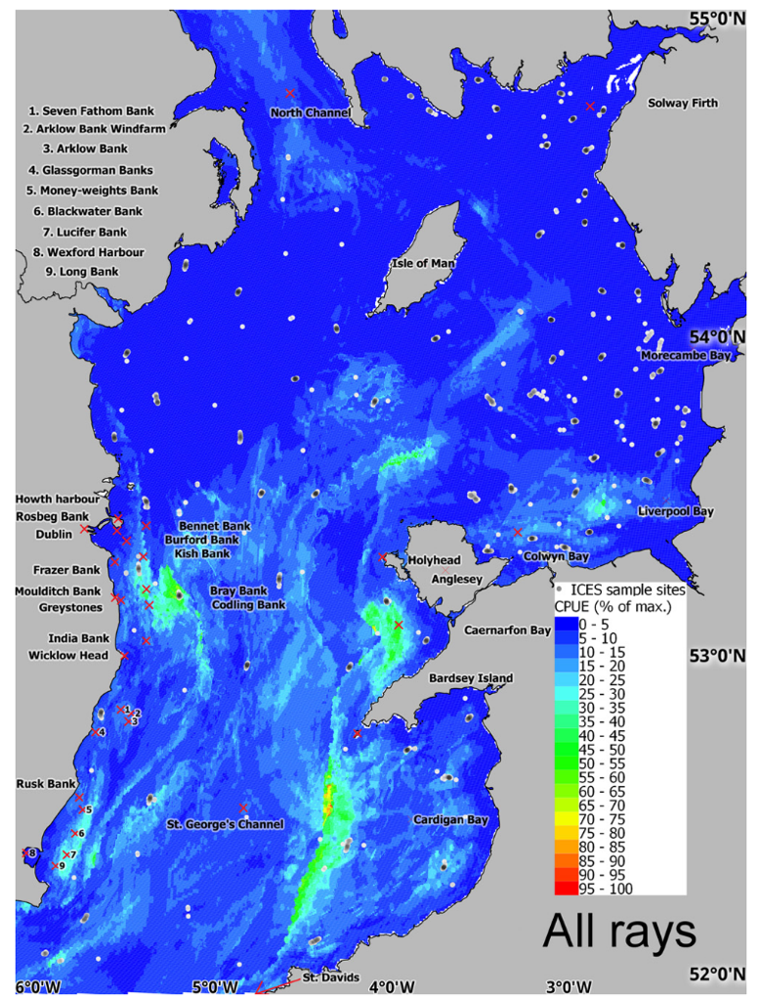 55°0'N
Solway Firth
North Channel
1. Seven Fathom Bank
2. Arklow Bank Windfarm
3. Arklow Bank
4. Glassgorman Banks
5. Money-weights Bank
6. Blackwater Bank
7. Lucifer Bank
8. Wexford Harbour
9. Long Bank
Isle of Man
54°0'N
Morecambe Bay
Howth harbour
Rosbeg Bank
Dublin
Bennet Bank
Burford Bank
Kish Bank
Liverpool Bay
Frazer Bank
Holyhead
Colwyn Bay
Anglesey
Moulditch Bank
Greystones
Bray Bank
Codling Bank
India Bank
Wicklow Head
Caernarfon Bay
53°0'N
Bardsey Island
1
2
3
4
Rusk Bank
5
6
7
8
9
St. George's Channel
Cardigan Bay
ICES sample sites
CPUE (% of max.)
0 - 5
5 - 10
10 - 15
15 - 20
20 - 25
25 - 30
30 - 35
35 - 40
40 - 45
45 - 50
50 - 55
55 - 60
60 - 65
65 - 70
70 - 75
75 - 80
80 - 85
85 - 90
90 - 95
95 - 100
All rays
St. Davids
52°0'N
6°0'W
5°0'W
4°0'W
3°0'W